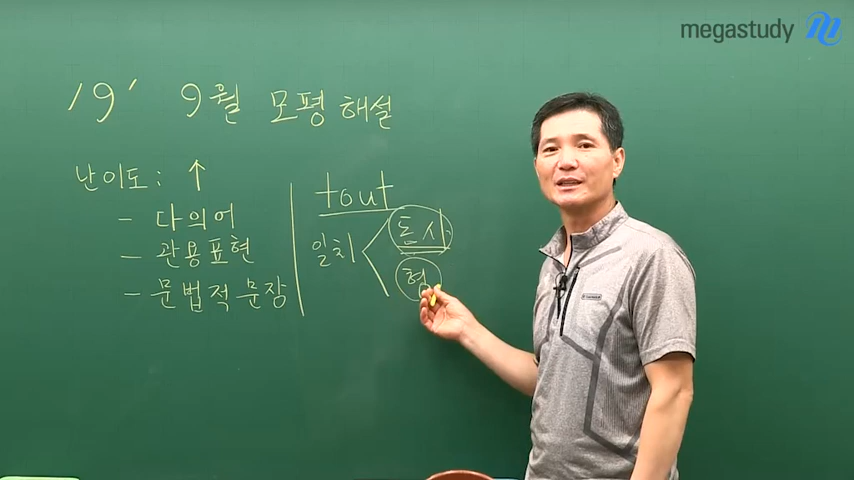 megastudy
19' 9월 모평 해설
난이도 : ↑
- 다의어
- 관용표현
- 문법적 문장
tout
일치 < 동사
형